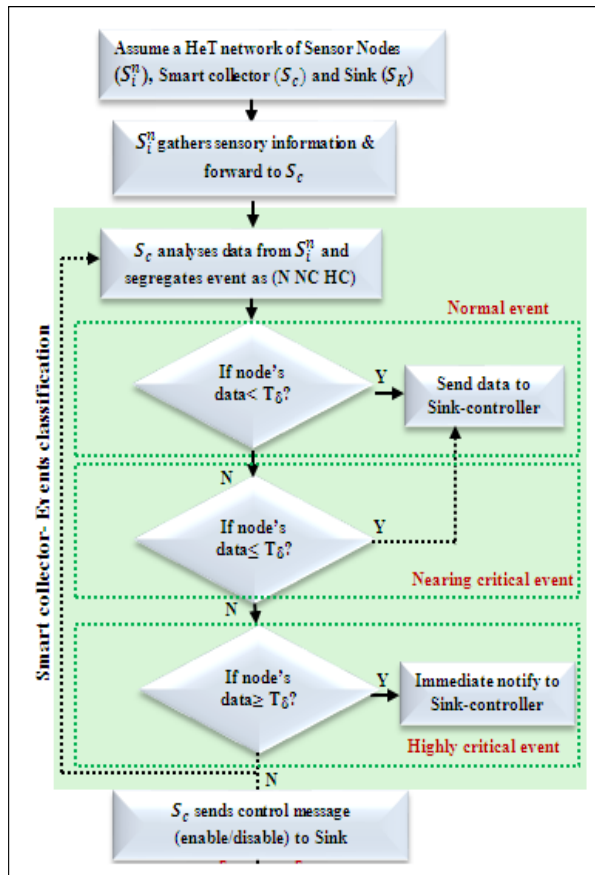 Assume a HeT network of Sensor Nodes
(Sᵢⁿ), Smart collector (S_c) and Sink (S_K)
Sᵢⁿ gathers sensory information &
forward to S_c
S_c analyses data from Sᵢⁿ and
segregates event as (N NC HC)
Normal event
If node's
data< T_δ?
Y
Send data to
Sink-controller
N
If node's
data≤ T_δ?
Y
Nearing critical event
N
If node's
data≥ T_δ?
Y
Immediate notify to
Sink-controller
Highly critical event
N
S_c sends control message
(enable/disable) to Sink
Smart collector- Events classification